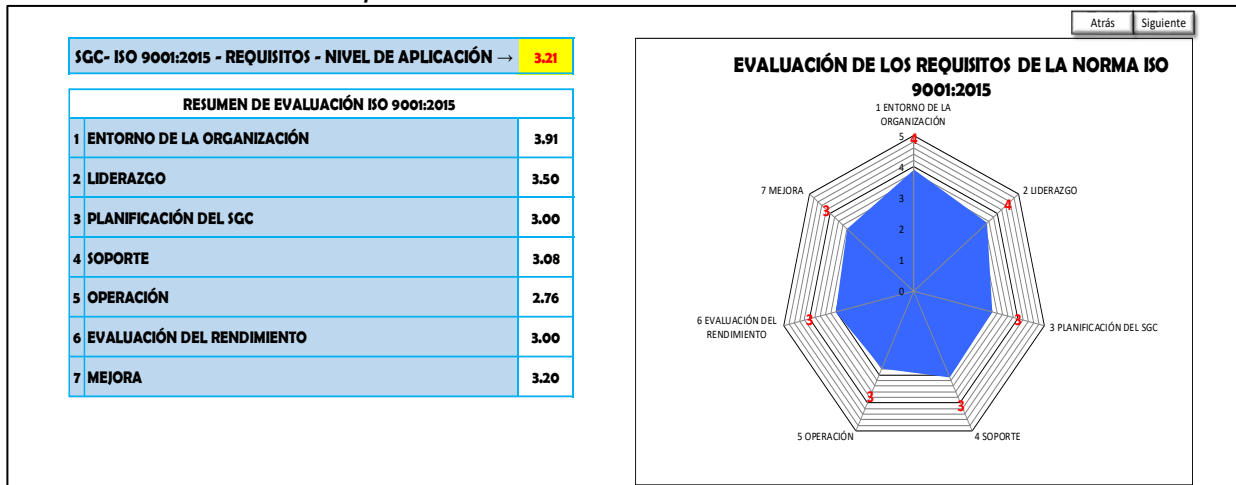 Atrás Siguiente
SGC- ISO 9001:2015 - REQUISITOS - NIVEL DE APLICACIÓN → 3.21
RESUMEN DE EVALUACIÓN ISO 9001:2015
1 ENTORNO DE LA ORGANIZACIÓN 3.91
2 LIDERAZGO 3.50
3 PLANIFICACIÓN DEL SGC 3.00
4 SOPORTE 3.08
5 OPERACIÓN 2.76
6 EVALUACIÓN DEL RENDIMIENTO 3.00
7 MEJORA 3.20
EVALUACIÓN DE LOS REQUISITOS DE LA NORMA ISO
9001:2015
1 ENTORNO DE LA
ORGANIZACIÓN
5 4
4
7 MEJORA 2 LIDERAZGO
3 3 4
2
1
0
6 EVALUACIÓN DEL
RENDIMIENTO
3 3
3 PLANIFICACIÓN DEL SGC
3 3
5 OPERACIÓN 4 SOPORTE